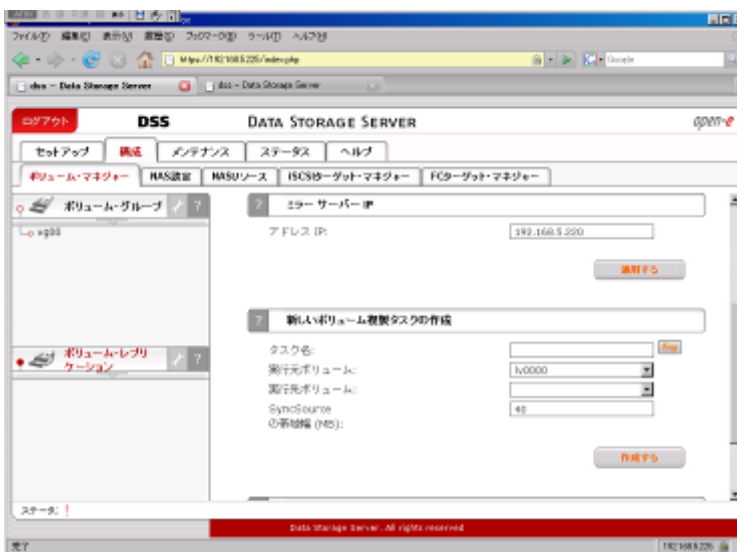 ファイル(F) 編集(E) 表示(V) 履歴(S) ブックマーク(B) ツール(T) ヘルプ(H)
https://192.168.5.220/index.php
Google
dss - Data Storage Server
dss - Data Storage Server
ログアウト
DSS
DATA STORAGE SERVER
open-e
セットアップ
構成
メンテナンス
ステータス
ヘルプ
ボリューム・マネジャー
NAS設定
NASリソース
iSCSIターゲット・マネジャー
FCターゲット・マネジャー
ボリューム・グループ
vg00
ミラー サーバー IP
アドレス IP:
192.168.5.220
適用する
新しいボリューム複製タスクの作成
タスク名:
実行元ボリューム:
lv0000
実行先ボリューム:
SyncSource
の帯域幅 (MB):
40
作成する
ボリューム・レプリ
ケーション
ステータ: !
Data Storage Server. All rights reserved
完了